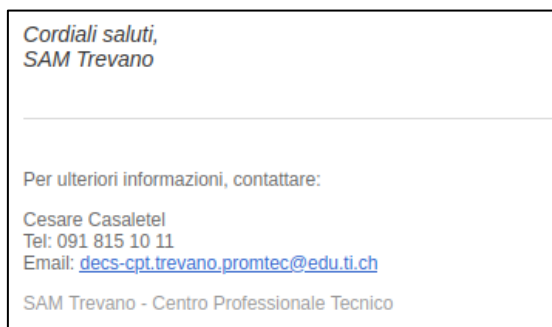 Cordiali saluti,
SAM Trevano
Per ulteriori informazioni, contattare:
Cesare Casaletel
Tel: 091 815 10 11
Email: decs-cpt.trevano.promtec@edu.ti.ch
SAM Trevano - Centro Professionale Tecnico